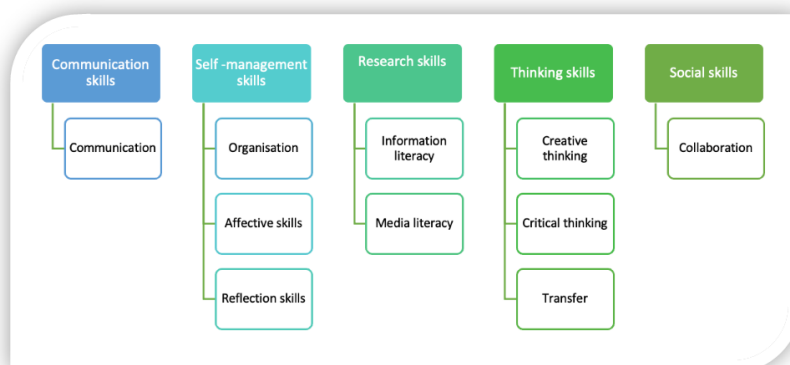 Communication
skills
Communication
Self -management
skills
Organisation
Affective skills
Reflection skills
Research skills
Information
literacy
Media literacy
Thinking skills
Creative
thinking
Critical thinking
Transfer
Social skills
Collaboration